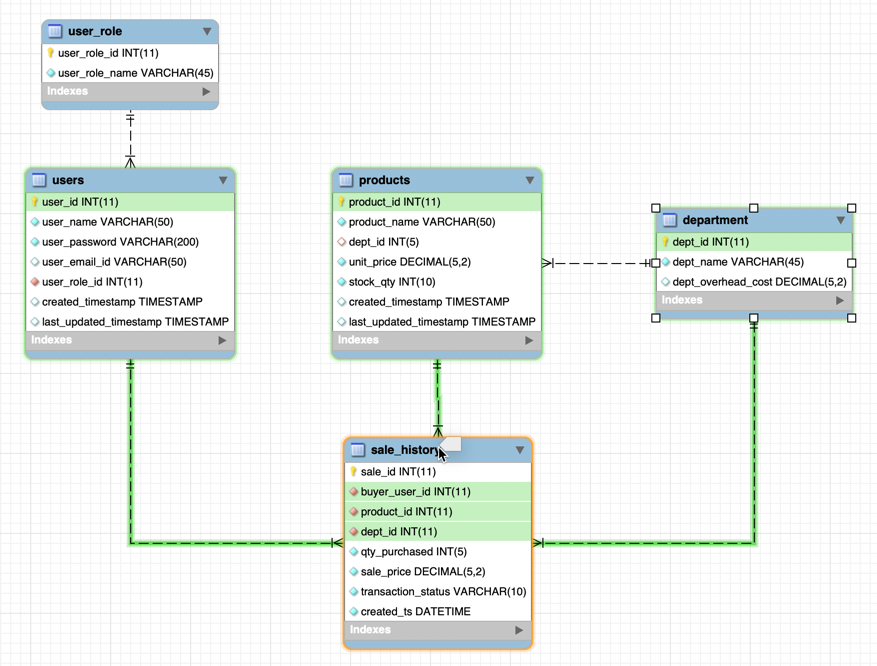 user_role
user_role_id INT(11)
user_role_name VARCHAR(45)
Indexes
users
user_id INT(11)
user_name VARCHAR(50)
user_password VARCHAR(200)
user_email_id VARCHAR(50)
user_role_id INT(11)
created_timestamp TIMESTAMP
last_updated_timestamp TIMESTAMP
Indexes
products
product_id INT(11)
product_name VARCHAR(50)
dept_id INT(5)
unit_price DECIMAL(5,2)
stock_qty INT(10)
created_timestamp TIMESTAMP
last_updated_timestamp TIMESTAMP
Indexes
department
dept_id INT(11)
dept_name VARCHAR(45)
dept_overhead_cost DECIMAL(5,2)
Indexes
sale_history
sale_id INT(11)
buyer_user_id INT(11)
product_id INT(11)
dept_id INT(11)
qty_purchased INT(5)
sale_price DECIMAL(5,2)
transaction_status VARCHAR(10)
created_ts DATETIME
Indexes